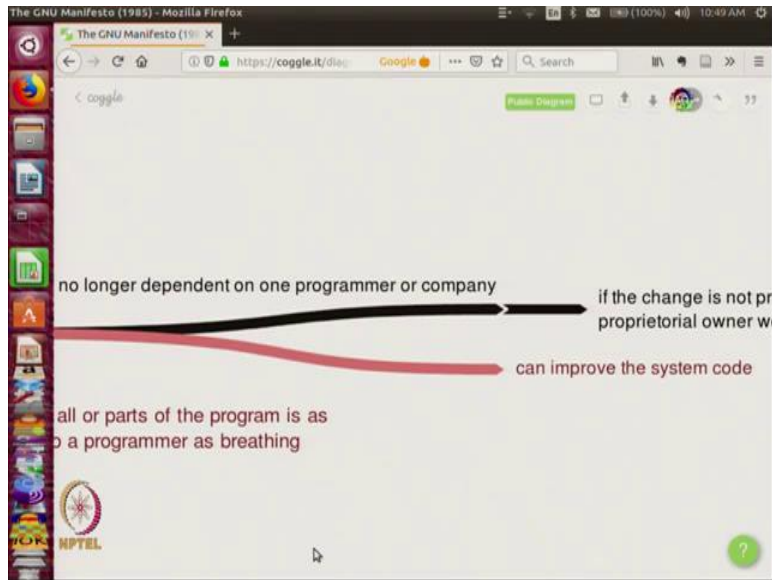 The GNU Manifesto (1985) - Mozilla Firefox
En
(100%)
10:49 AM
The GNU Manifesto (19
https://coggle.it/diag
Google
Search
coggle
Public Diagram
no longer dependent on one programmer or company
if the change is not pr
proprietorial owner w
can improve the system code
all or parts of the program is as
o a programmer as breathing
NPTEL
?